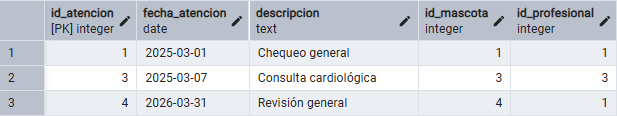 id_atencion fecha_atencion descripcion id_mascota id_profesional
[PK] integer date text integer integer
1 1 2025-03-01 Chequeo general 1 1
2 3 2025-03-07 Consulta cardiológica 3 3
3 4 2026-03-31 Revisión general 4 1